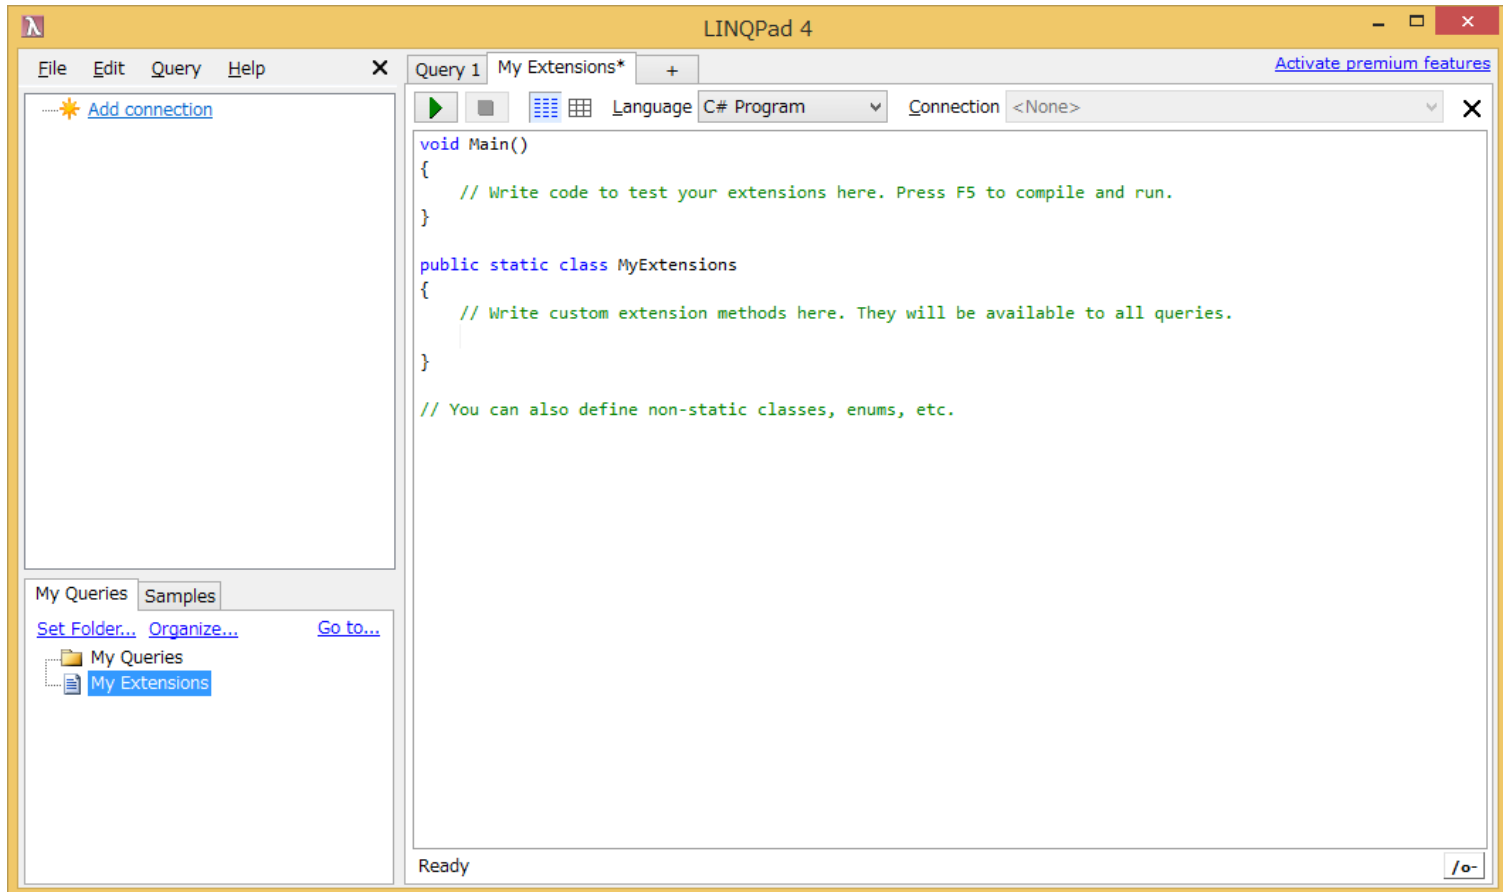 LINQPad 4
File Edit Query Help
Add connection
My Queries Samples
Set Folder... Organize... Go to...
My Queries
My Extensions
Query 1 My Extensions* +
Activate premium features
Language C# Program Connection <None>
void Main()
{
// Write code to test your extensions here. Press F5 to compile and run.
}
public static class MyExtensions
{
// Write custom extension methods here. They will be available to all queries.
}
// You can also define non-static classes, enums, etc.
Ready
/o-